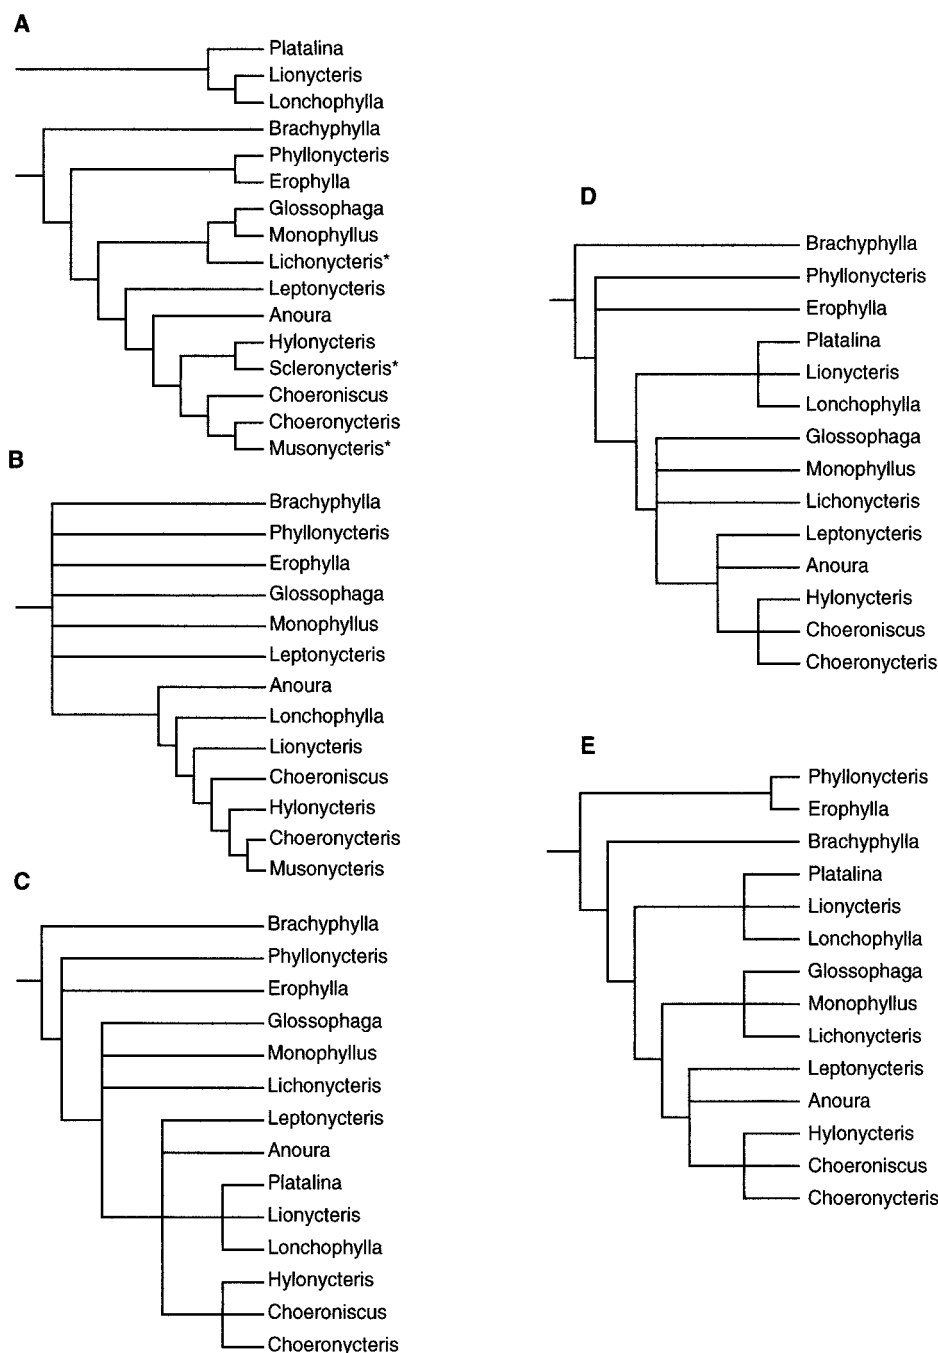 A
Platalina
Lionycteris
Lonchophylla
Brachyphylla
Phyllonycteris
Erophylla
Glossophaga
Monophyllus
Lichonycteris*
Leptonycteris
Anoura
Hylonycteris
Scleronycteris*
Choeroniscus
Choeronycteris
Musonycteris*
B
Brachyphylla
Phyllonycteris
Erophylla
Glossophaga
Monophyllus
Leptonycteris
Anoura
Lonchophylla
Lionycteris
Choeroniscus
Hylonycteris
Choeronycteris
Musonycteris
C
Brachyphylla
Phyllonycteris
Erophylla
Glossophaga
Monophyllus
Lichonycteris
Leptonycteris
Anoura
Platalina
Lionycteris
Lonchophylla
Hylonycteris
Choeroniscus
Choeronycteris
D
Brachyphylla
Phyllonycteris
Erophylla
Platalina
Lionycteris
Lonchophylla
Glossophaga
Monophyllus
Lichonycteris
Leptonycteris
Anoura
Hylonycteris
Choeroniscus
Choeronycteris
E
Phyllonycteris
Erophylla
Brachyphylla
Platalina
Lionycteris
Lonchophylla
Glossophaga
Monophyllus
Lichonycteris
Leptonycteris
Anoura
Hylonycteris
Choeroniscus
Choeronycteris